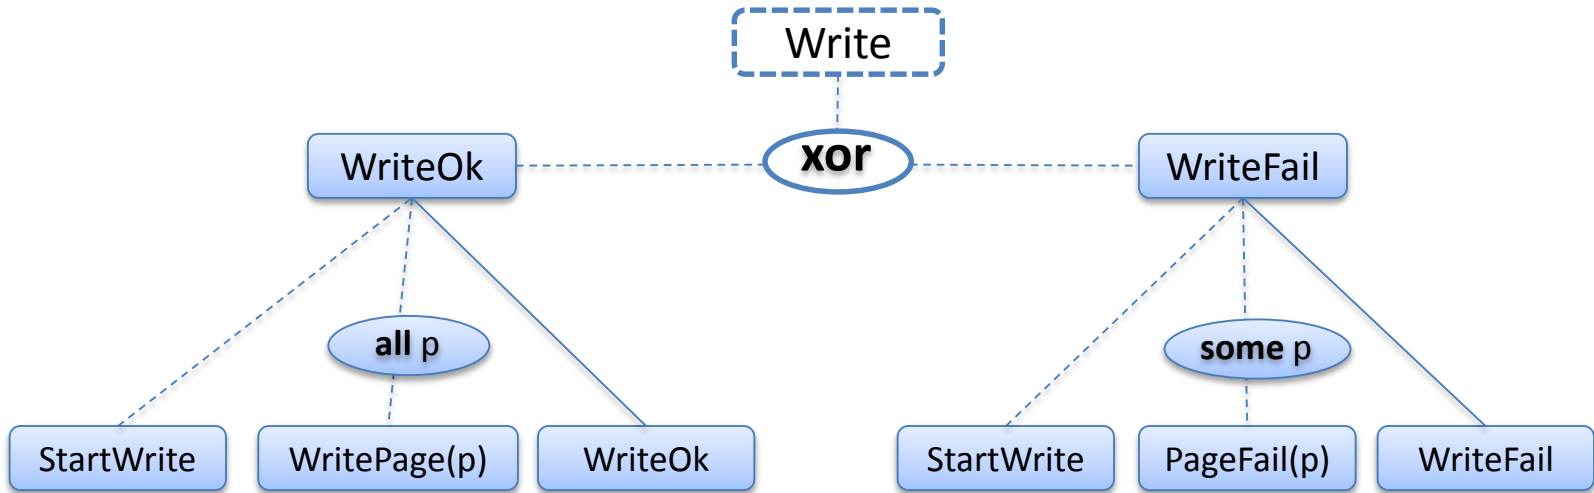 Write
xor
WriteOk
WriteFail
all p
some p
StartWrite
WritePage(p)
WriteOk
StartWrite
PageFail(p)
WriteFail